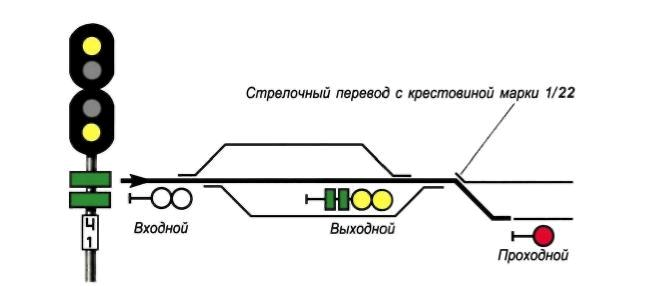 Стрелочный перевод с крестовиной марки 1/22
Ч
1
Входной
Выходной
Проходной